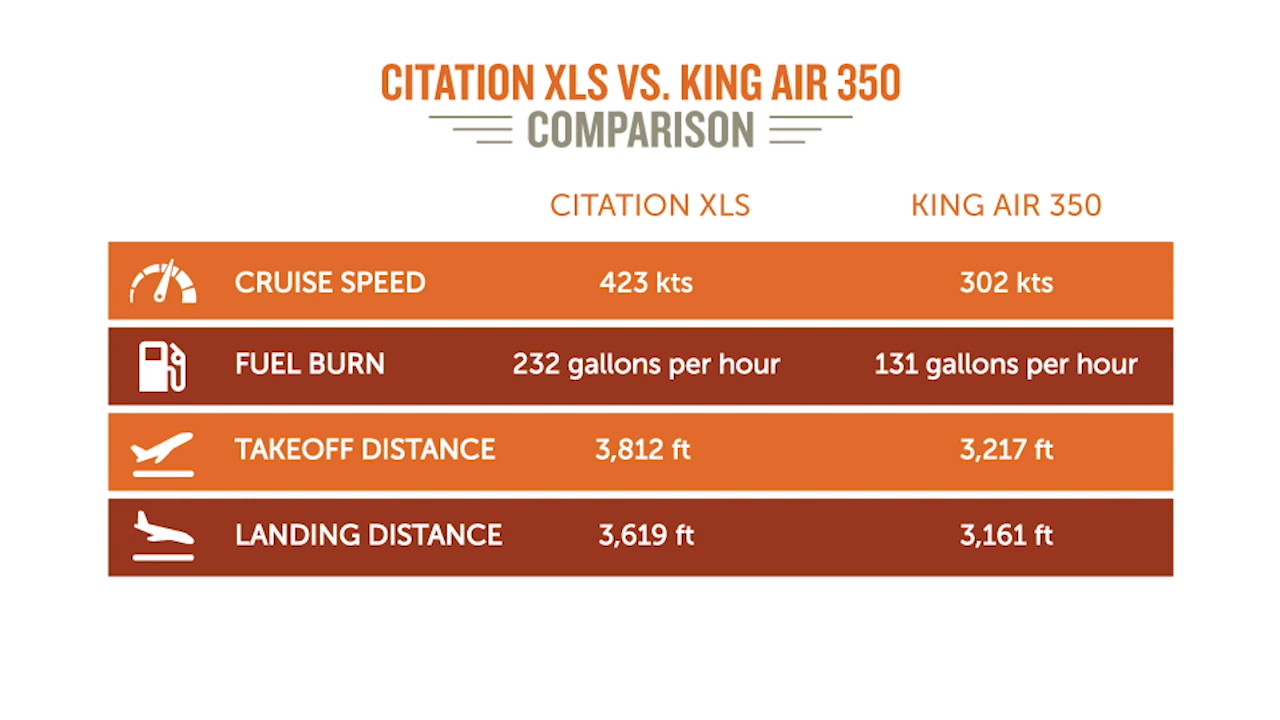 CITATION XLS VS. KING AIR 350
COMPARISON
CITATION XLS KING AIR 350
CRUISE SPEED 423 kts 302 kts
FUEL BURN 232 gallons per hour 131 gallons per hour
TAKEOFF DISTANCE 3,812 ft 3,217 ft
LANDING DISTANCE 3,619 ft 3,161 ft